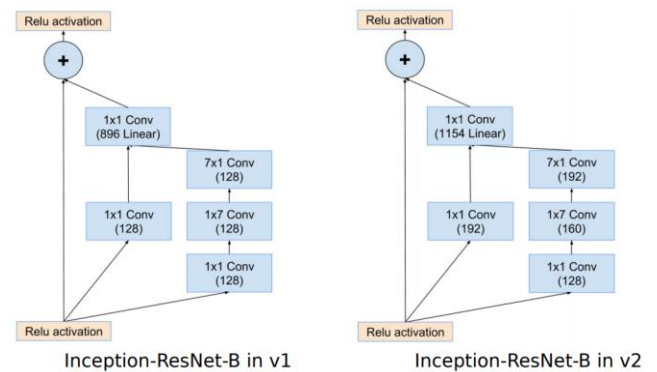 Relu activation
+
1x1 Conv
(896 Linear)
7x1 Conv
(128)
1x1 Conv
(128)
1x7 Conv
(128)
1x1 Conv
(128)
Relu activation
Inception-ResNet-B in v1
Relu activation
+
1x1 Conv
(1154 Linear)
7x1 Conv
(192)
1x1 Conv
(192)
1x7 Conv
(160)
1x1 Conv
(128)
Relu activation
Inception-ResNet-B in v2